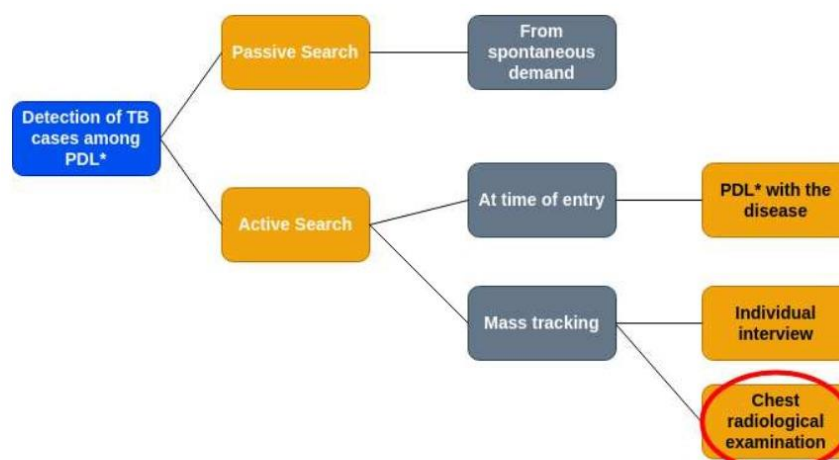 From
spontaneous
demand
Passive Search
Detection of TB
cases among
PDL*
At time of entry
PDL* with the
disease
Active Search
Mass tracking
Individual
interview
Chest
radiological
examination